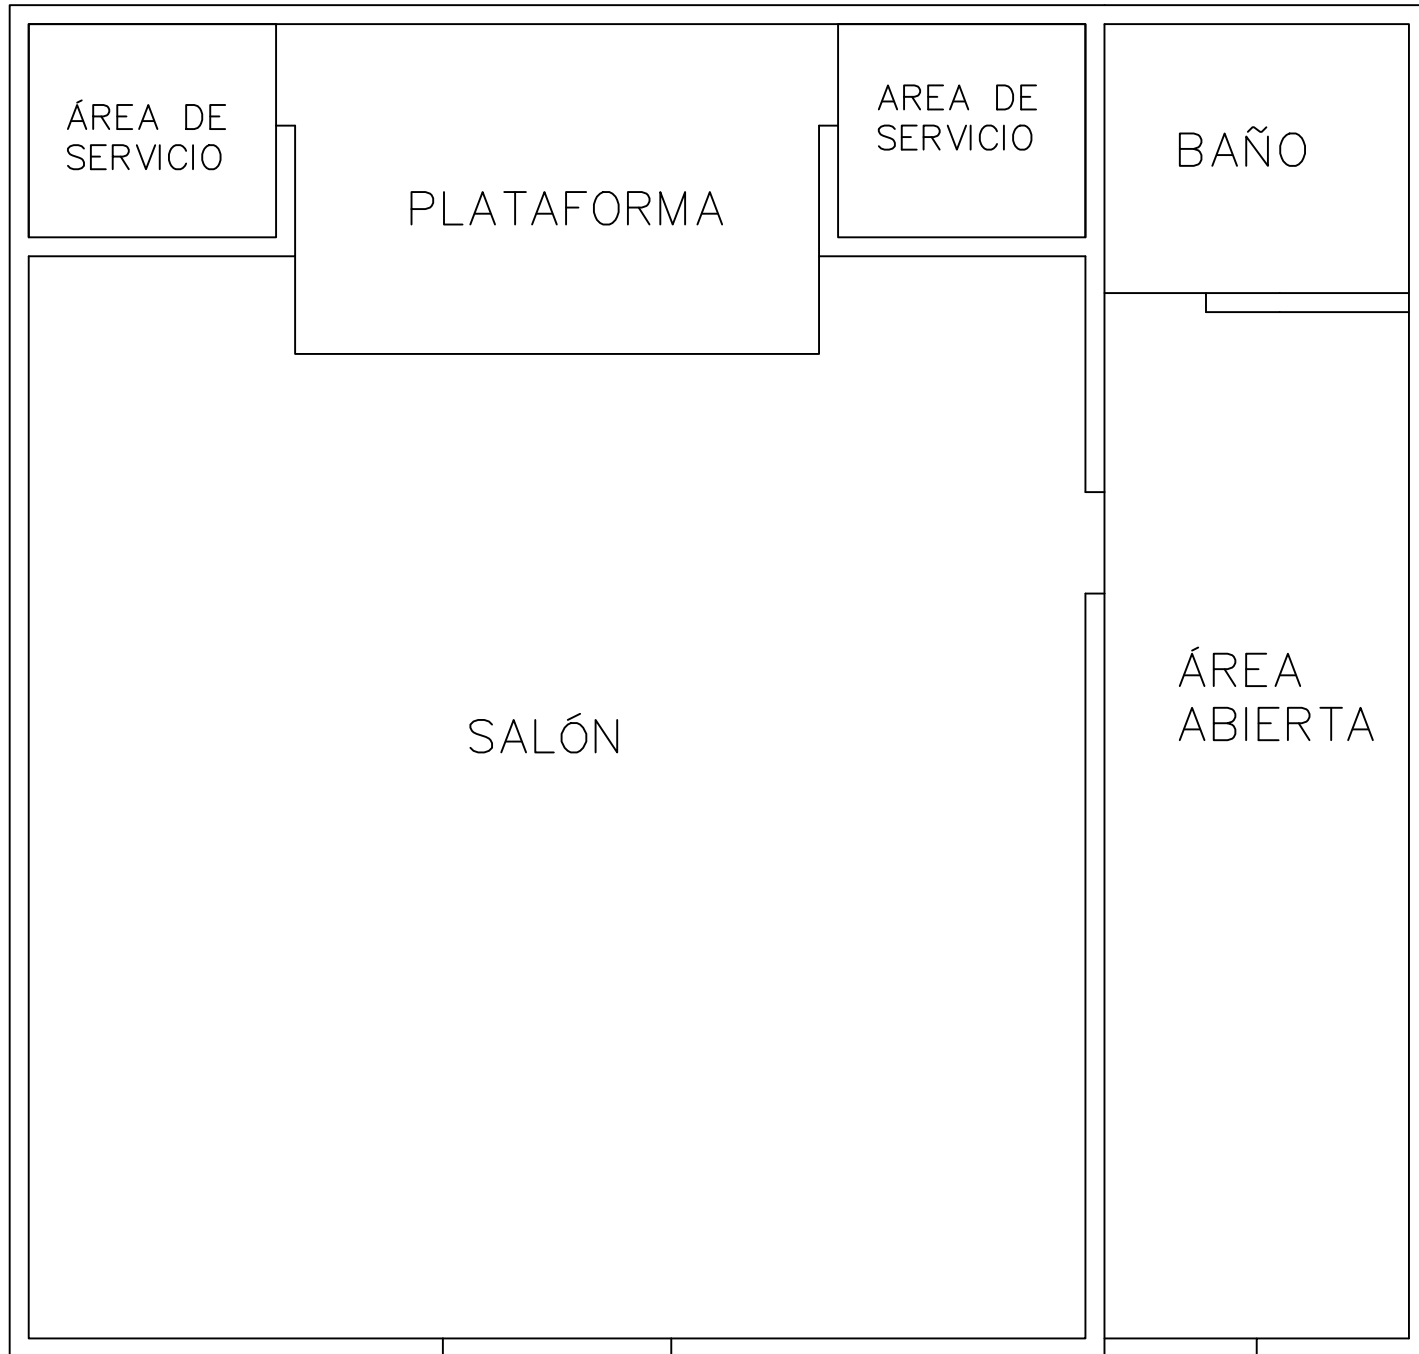 ÁREA DE
SERVICIO
PLATAFORMA
AREA DE
SERVICIO
BAÑO
SALÓN
ÁREA
ABIERTA